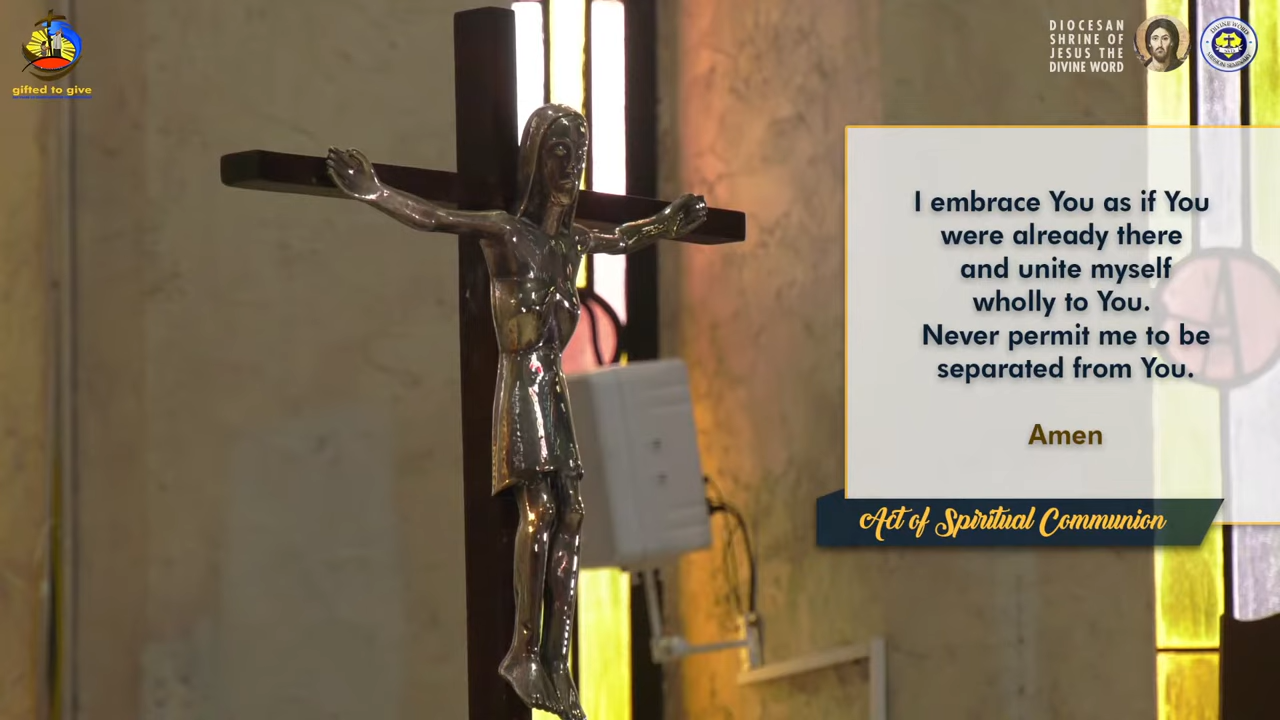 gifted to give
DIOCESAN
SHRINE OF
JESUS THE
DIVINE WORD
I embrace You as if You
were already there
and unite myself
wholly to You.
Never permit me to be
separated from You.
Amen
Act of Spiritual Communion